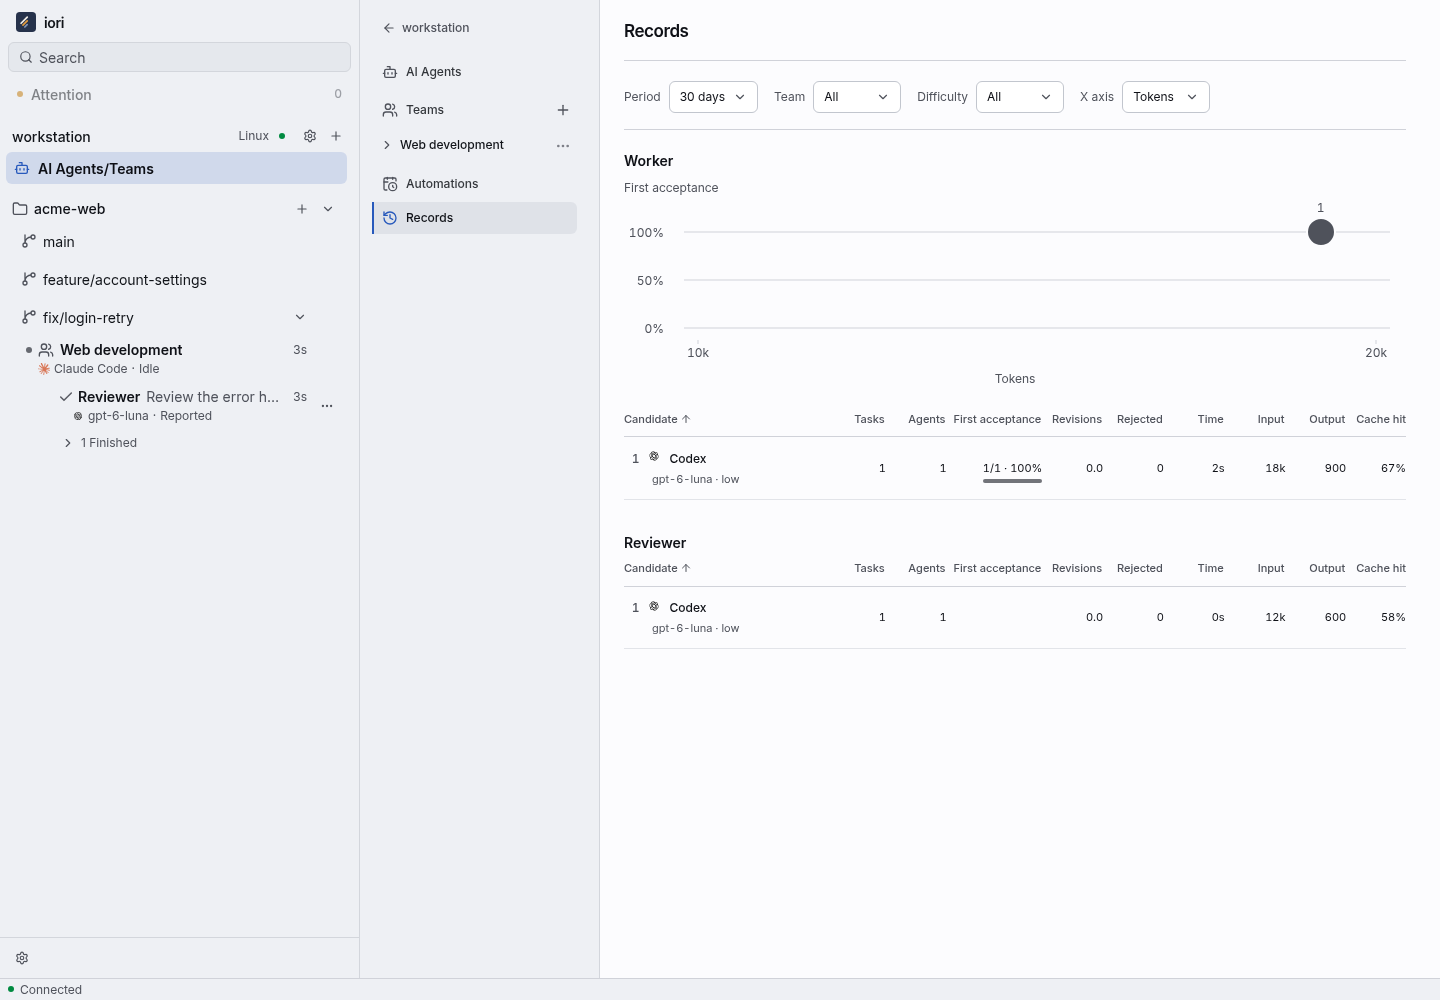 iori
Search
Attention 0
workstation Linux
AI Agents/Teams
acme-web
main
feature/account-settings
fix/login-retry
Web development 3s
Claude Code · Idle
Reviewer Review the error h... 3s
gpt-6-luna · Reported
1 Finished
Connected
workstation
AI Agents
Teams
Web development
Automations
Records
Records
Period 30 days Team All Difficulty All X axis Tokens
Worker
First acceptance
1
100%
50%
0%
10k 20k
Tokens
Candidate ↑ Tasks Agents First acceptance Revisions Rejected Time Input Output Cache hit
1 Codex 1 1 1/1 · 100% 0.0 0 2s 18k 900 67%
gpt-6-luna · low
Reviewer
Candidate ↑ Tasks Agents First acceptance Revisions Rejected Time Input Output Cache hit
1 Codex 1 1 0.0 0 0s 12k 600 58%
gpt-6-luna · low